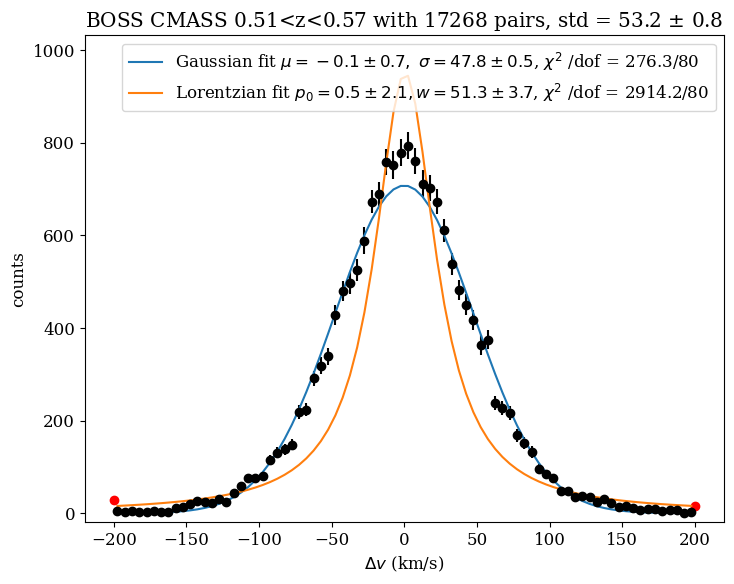 BOSS CMASS 0.51<z<0.57 with 17268 pairs, std = 53.2 ± 0.8
Gaussian fit μ = −0.1 ± 0.7, σ = 47.8 ± 0.5, χ² /dof = 276.3/80
Lorentzian fit p₀ = 0.5 ± 2.1, w = 51.3 ± 3.7, χ² /dof = 2914.2/80
1000
800
600
400
200
0
counts
−200 −150 −100 −50 0 50 100 150 200
Δv (km/s)